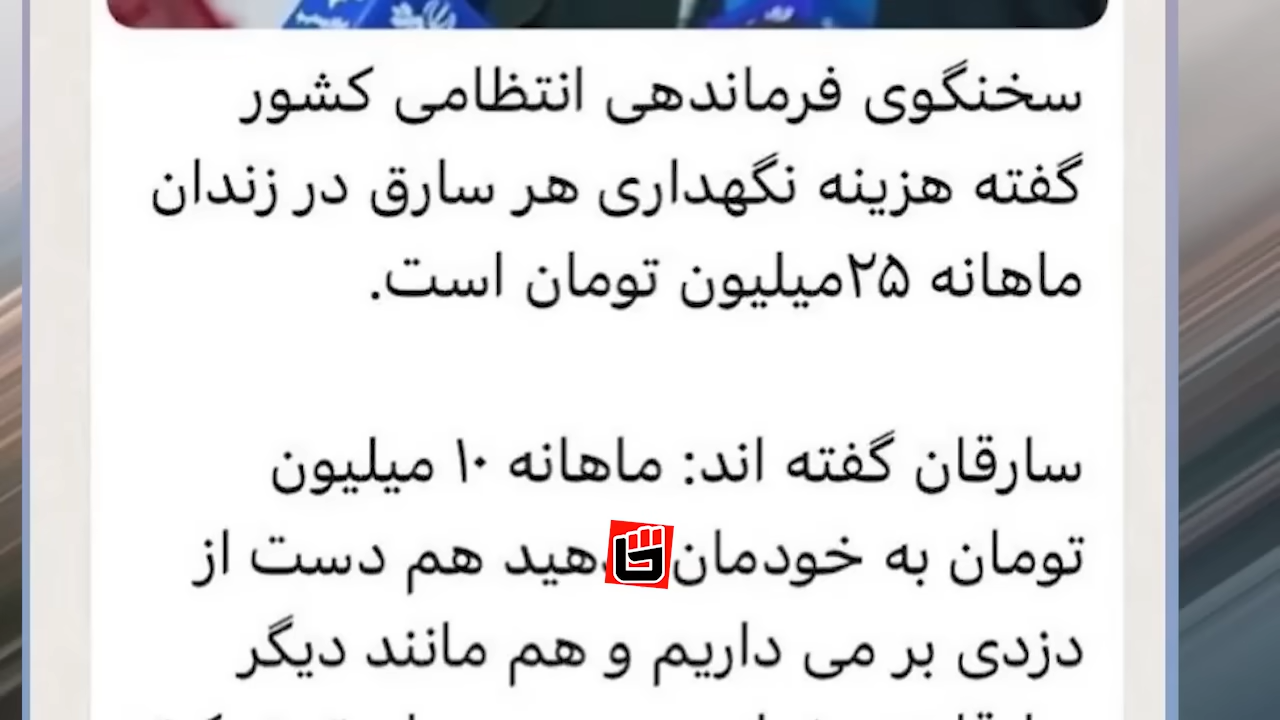 سخنگوی فرماندهی انتظامی کشور
گفته هزینه نگهداری هر سارق در زندان
ماهانه ۲۵میلیون تومان است.
سارقان گفته اند: ماهانه ۱۰ میلیون
تومان به خودمان دهید هم دست از
دزدی بر می داریم و هم مانند دیگر